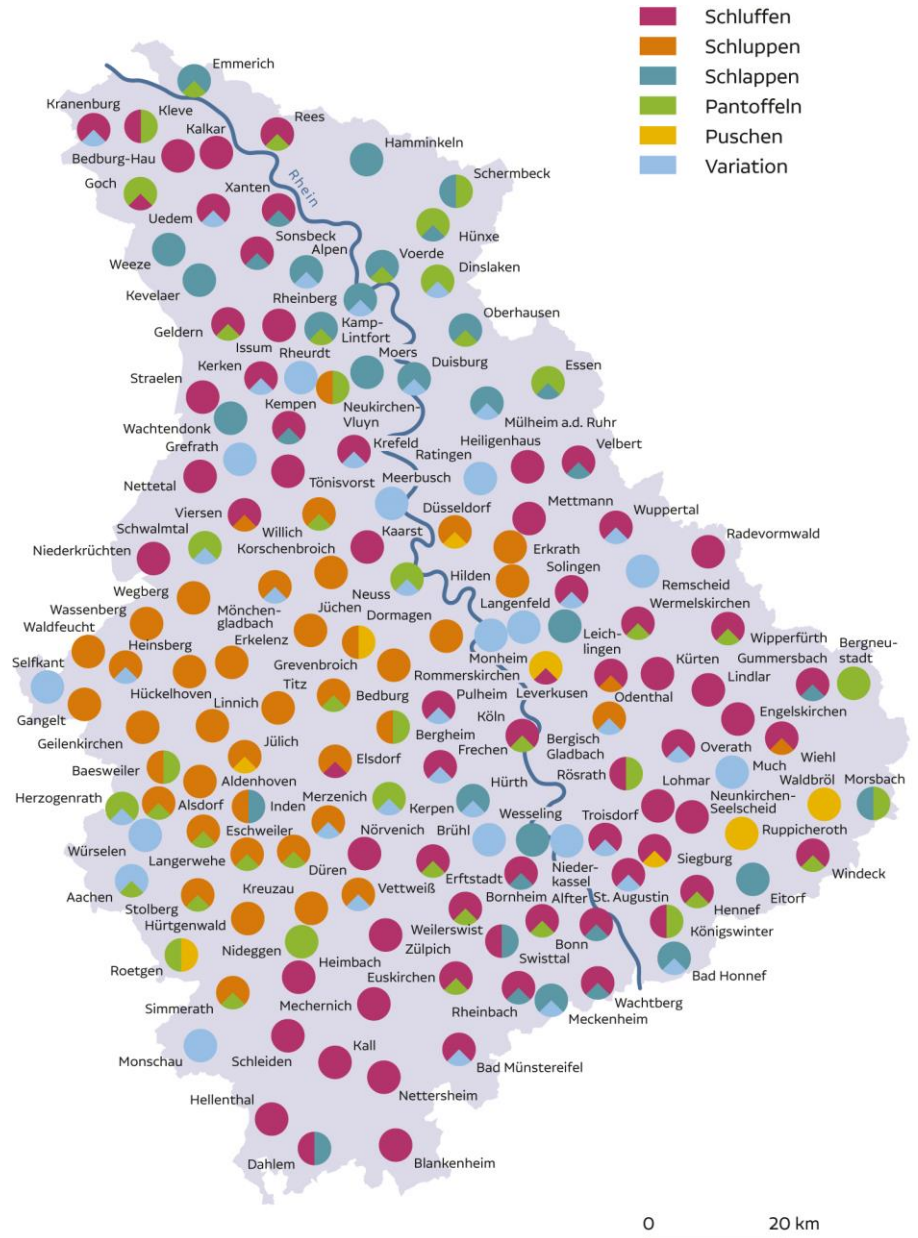 Schluffen
Schluppen
Schlappen
Pantoffeln
Puschen
Variation
Emmerich
Kranenburg
Kleve
Kalkar
Rees
Bedburg-Hau
Hamminkeln
Goch
Xanten
Rhein
Schermbeck
Uedem
Sonsbeck
Hünxe
Weeze
Alpen
Voerde
Dinslaken
Kevelaer
Rheinberg
Oberhausen
Geldern
Issum
Kamp-
Lintfort
Kerken
Rheurdt
Moers
Duisburg
Essen
Straelen
Kempen
Neukirchen-
Vluyn
Mülheim a.d. Ruhr
Wachtendonk
Grefrath
Krefeld
Ratingen
Heiligenhaus
Velbert
Nettetal
Tönisvorst
Meerbusch
Mettmann
Viersen
Willich
Düsseldorf
Wuppertal
Schwalmtal
Korschenbroich
Kaarst
Erkrath
Radevormwald
Niederkrüchten
Neuss
Hilden
Solingen
Remscheid
Wegberg
Mönchen-
gladbach
Jüchen
Dormagen
Langenfeld
Wermelskirchen
Wassenberg
Waldfeucht
Heinsberg
Erkelenz
Grevenbroich
Monheim
Leich-
lingen
Wipperfürth
Bergneu-
stadt
Selfkant
Hückelhoven
Rommerskirchen
Leverkusen
Kürten
Gummersbach
Gangelt
Linnich
Titz
Bedburg
Pulheim
Odenthal
Lindlar
Engelskirchen
Geilenkirchen
Jülich
Bergheim
Köln
Bergisch
Gladbach
Overath
Wiehl
Baesweiler
Aldenhoven
Elsdorf
Frechen
Rösrath
Lohmar
Much
Waldbröl
Morsbach
Herzogenrath
Alsdorf
Inden
Merzenich
Kerpen
Hürth
Neunkirchen-
Seelscheid
Würselen
Eschweiler
Nörvenich
Brühl
Wesseling
Troisdorf
Ruppicheroth
Langerwehe
Düren
Nieder-
kassel
Siegburg
Windeck
Aachen
Stolberg
Kreuzau
Vettweiß
Erftstadt
Bornheim
Alfter
St. Augustin
Eitorf
Hennef
Hürtgenwald
Weilerswist
Königswinter
Nideggen
Zülpich
Swisttal
Bonn
Roetgen
Heimbach
Euskirchen
Bad Honnef
Simmerath
Mechernich
Rheinbach
Meckenheim
Wachtberg
Monschau
Schleiden
Kall
Bad Münstereifel
Nettersheim
Hellenthal
Dahlem
Blankenheim
0 20 km